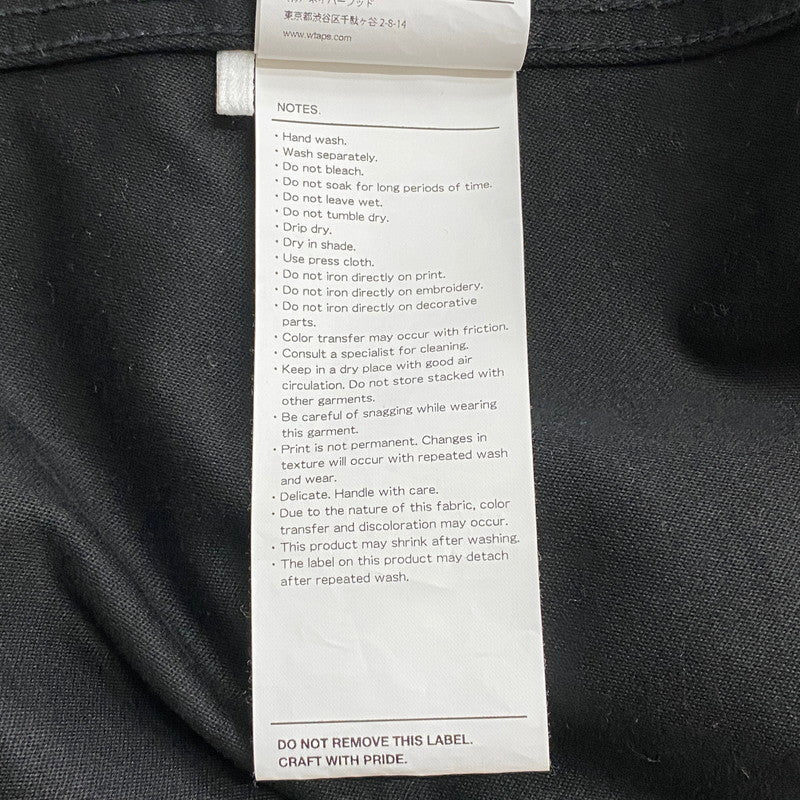 東京都渋谷区千駄ヶ谷 2-8-14
www.wtaps.com
NOTES.
・Hand wash.
・Wash separately.
・Do not bleach.
・Do not soak for long periods of time.
・Do not leave wet.
・Do not tumble dry.
・Drip dry.
・Dry in shade.
・Use press cloth.
・Do not iron directly on print.
・Do not iron directly on embroidery.
・Do not iron directly on decorative
parts.
・Color transfer may occur with friction.
・Consult a specialist for cleaning.
・Keep in a dry place with good air
circulation. Do not store stacked with
other garments.
・Be careful of snagging while wearing
this garment.
・Print is not permanent. Changes in
texture will occur with repeated wash
and wear.
・Delicate. Handle with care.
・Due to the nature of this fabric, color
transfer and discoloration may occur.
・This product may shrink after washing.
・The label on this product may detach
after repeated wash.
DO NOT REMOVE THIS LABEL.
CRAFT WITH PRIDE.